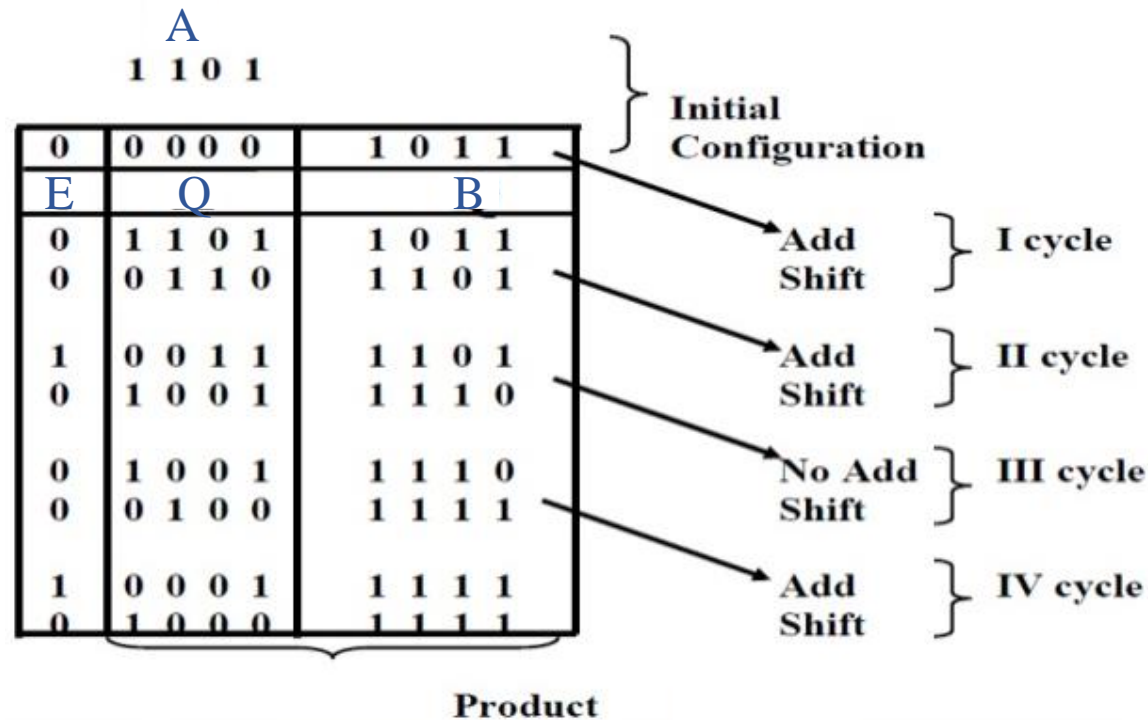 A
1 1 0 1
Initial
Configuration
0 0 0 0 0 1 0 1 1
E Q B
0 1 1 0 1 1 0 1 1 Add I cycle
0 0 1 1 0 1 1 0 1 Shift
1 0 0 1 1 1 1 0 1 Add II cycle
0 1 0 0 1 1 1 1 0 Shift
0 1 0 0 1 1 1 1 0 No Add III cycle
0 0 1 0 0 1 1 1 1 Shift
1 0 0 0 1 1 1 1 1 Add IV cycle
0 1 0 0 0 1 1 1 1 Shift
Product